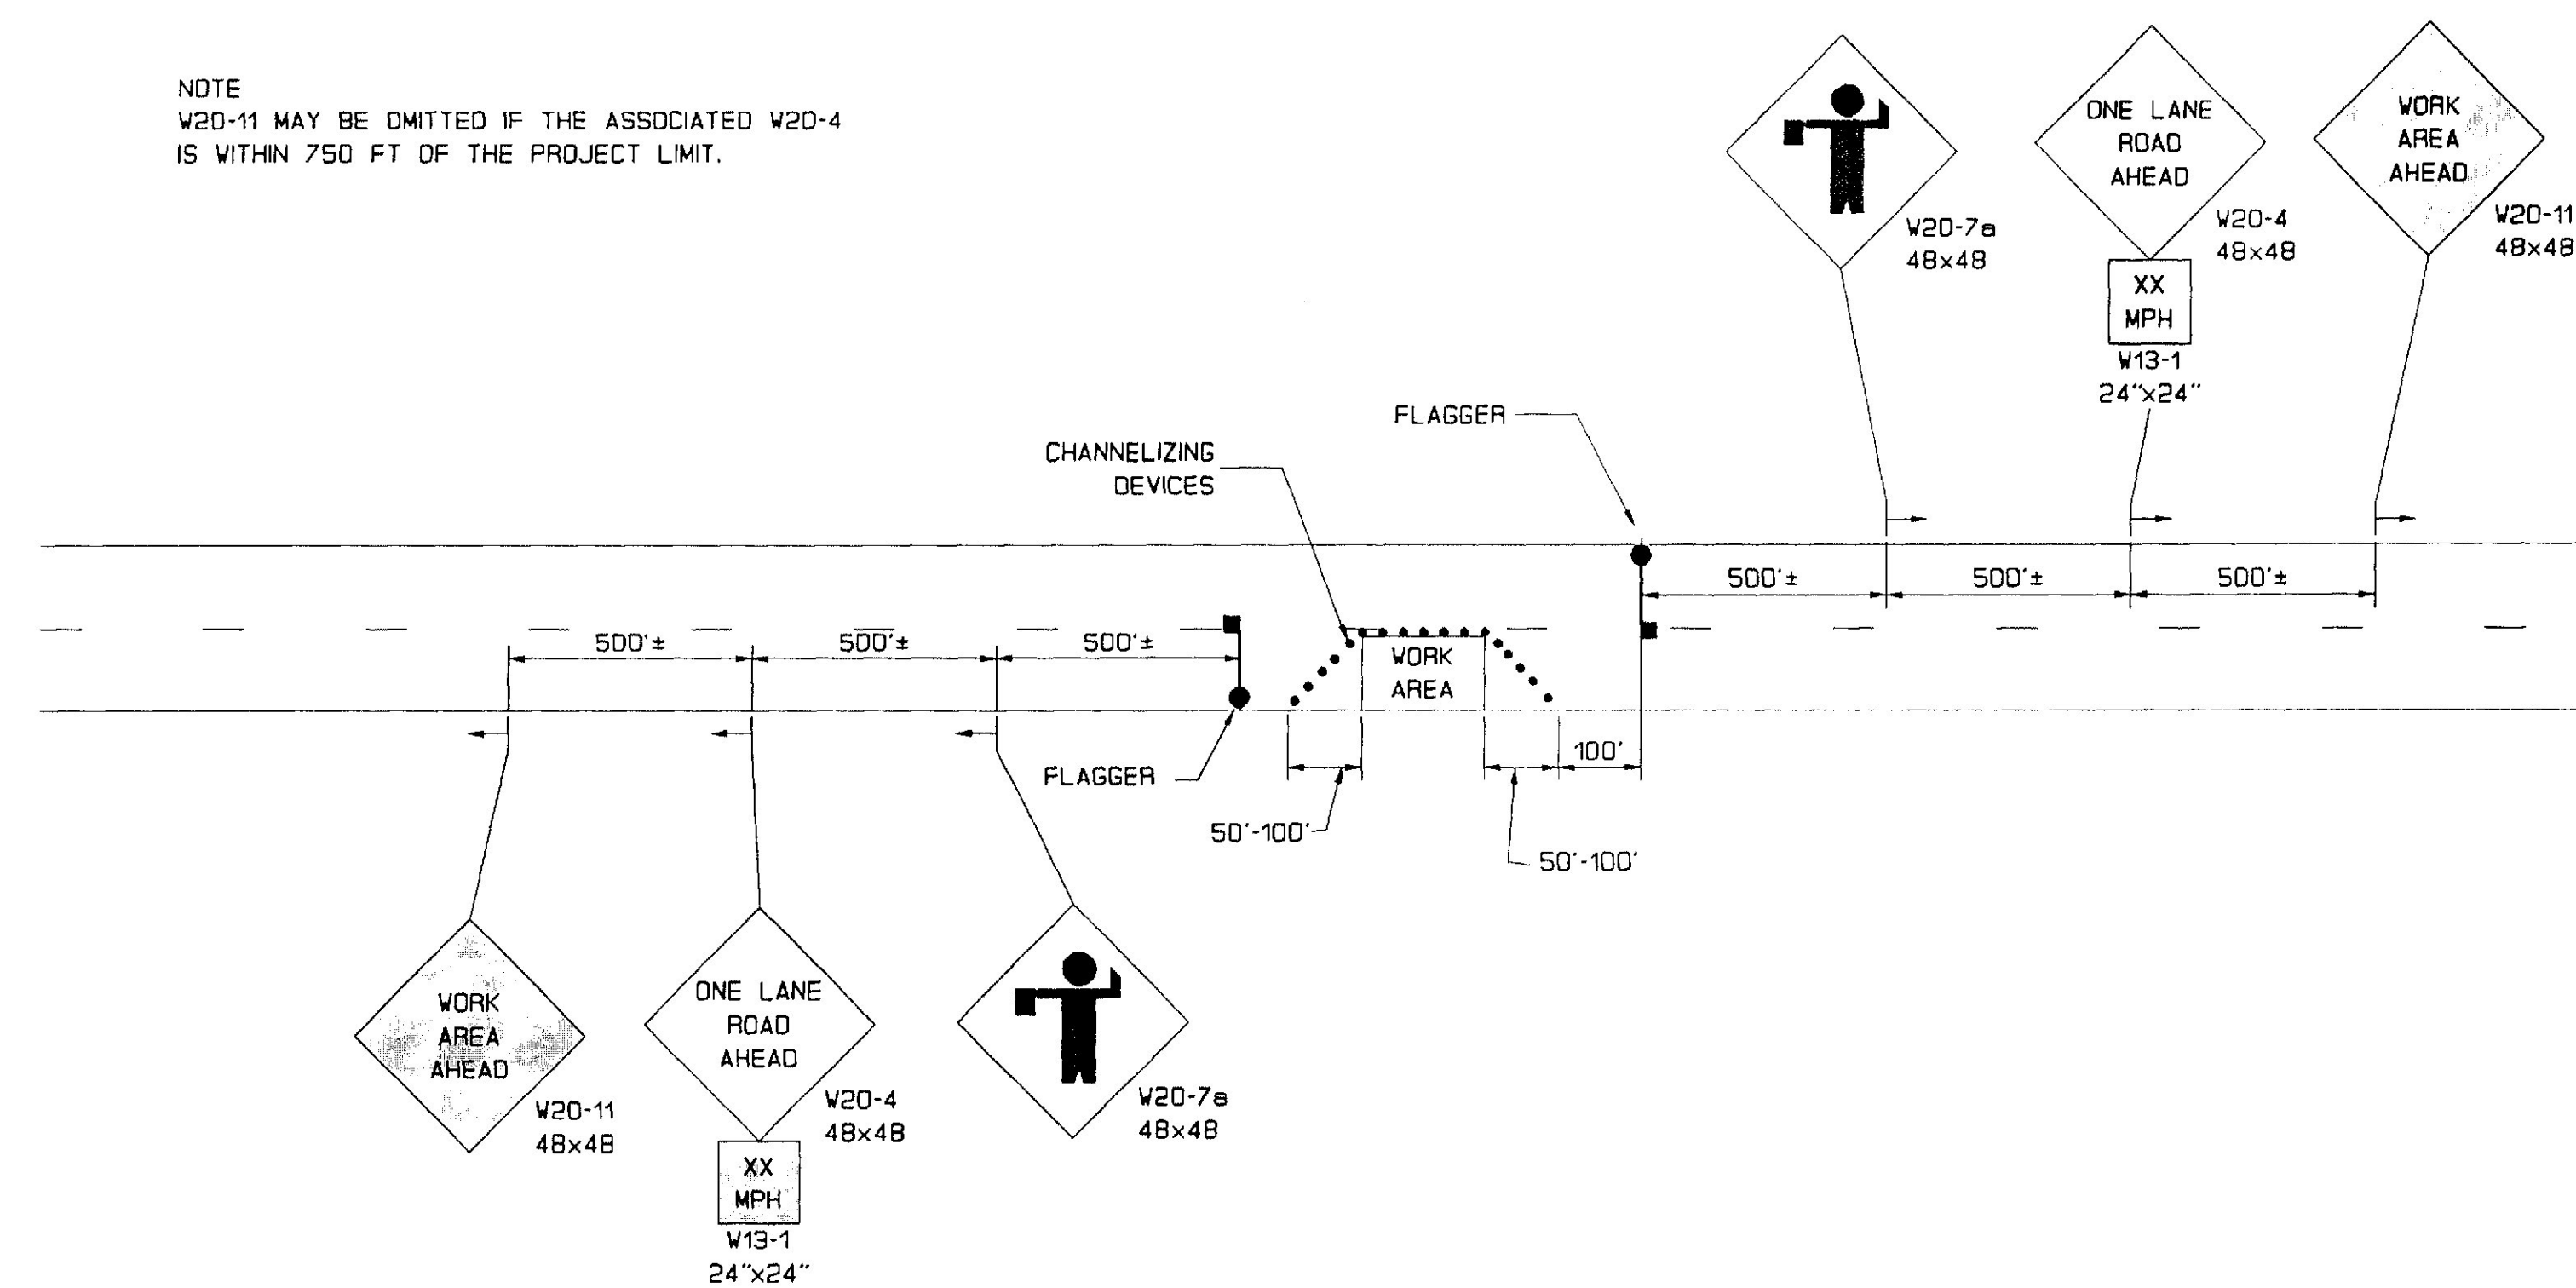 NOTE
W20-11 MAY BE OMITTED IF THE ASSOCIATED W20-4
IS WITHIN 750 FT OF THE PROJECT LIMIT.
ONE LANE
ROAD
AHEAD
WORK
AREA
AHEAD
W20-7a
48x48
W20-4
48x48
W20-11
48x48
XX
MPH
W13-1
24"x24"
FLAGGER
CHANNELIZING
DEVICES
500'±
500'±
500'±
500'±
500'±
500'±
WORK
AREA
100'
FLAGGER
50'-100'
50'-100'
WORK
AREA
AHEAD
W20-11
48x48
ONE LANE
ROAD
AHEAD
W20-4
48x48
XX
MPH
W13-1
24"x24"
W20-7a
48x48